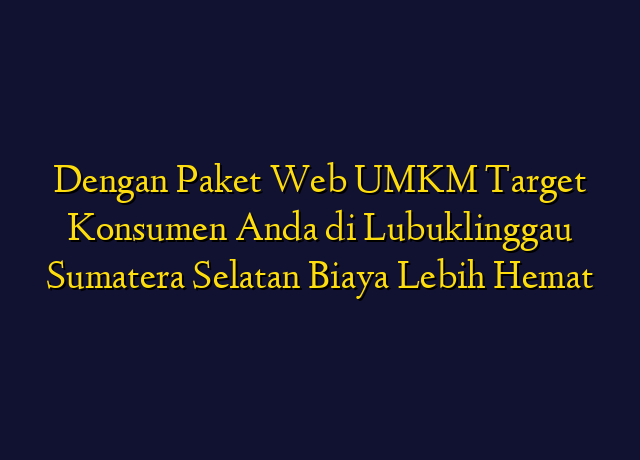 Dengan Paket Web UMKM Target
Konsumen Anda di Lubuklinggau
Sumatera Selatan Biaya Lebih Hemat